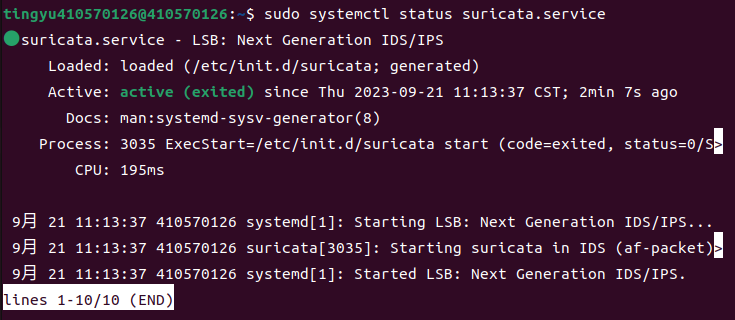 tingyu410570126@410570126:~$ sudo systemctl status suricata.service
●suricata.service - LSB: Next Generation IDS/IPS
Loaded: loaded (/etc/init.d/suricata; generated)
Active: active (exited) since Thu 2023-09-21 11:13:37 CST; 2min 7s ago
Docs: man:systemd-sysv-generator(8)
Process: 3035 ExecStart=/etc/init.d/suricata start (code=exited, status=0/S>
CPU: 195ms
9月 21 11:13:37 410570126 systemd[1]: Starting LSB: Next Generation IDS/IPS...
9月 21 11:13:37 410570126 suricata[3035]: Starting suricata in IDS (af-packet)>
9月 21 11:13:37 410570126 systemd[1]: Started LSB: Next Generation IDS/IPS.
lines 1-10/10 (END)